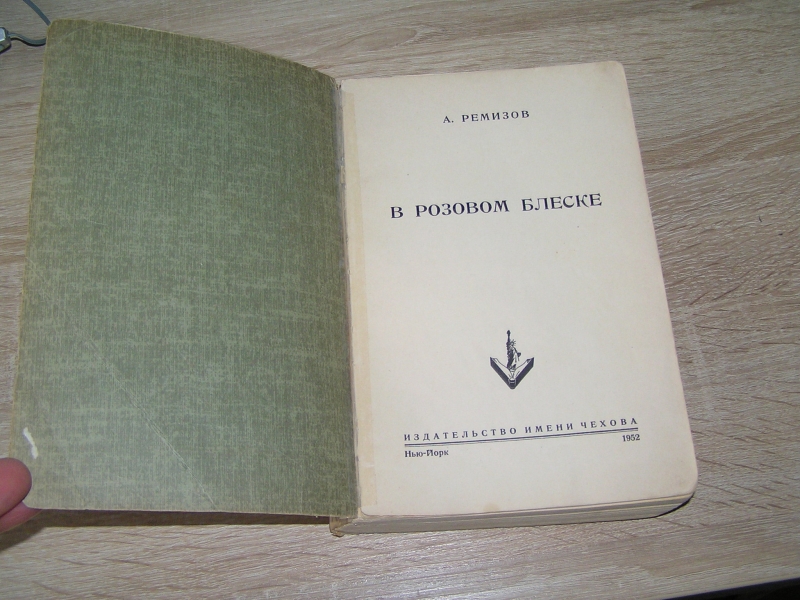 А. РЕМИЗОВ
В РОЗОВОМ БЛЕСКЕ
ИЗДАТЕЛЬСТВО ИМЕНИ ЧЕХОВА
Нью-Йорк 1952